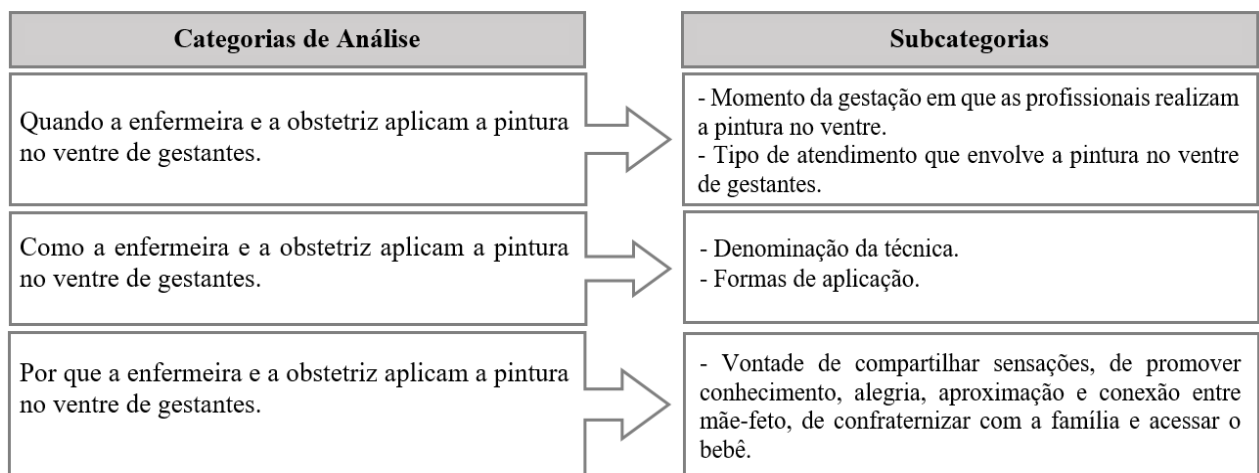 Categorias de Análise
Subcategorias
Quando a enfermeira e a obstetriz aplicam a pintura
no ventre de gestantes.
- Momento da gestação em que as profissionais realizam
a pintura no ventre.
- Tipo de atendimento que envolve a pintura no ventre
de gestantes.
Como a enfermeira e a obstetriz aplicam a pintura
no ventre de gestantes.
- Denominação da técnica.
- Formas de aplicação.
Por que a enfermeira e a obstetriz aplicam a pintura
no ventre de gestantes.
- Vontade de compartilhar sensações, de promover
conhecimento, alegria, aproximação e conexão entre
mãe-feto, de confraternizar com a família e acessar o
bebê.